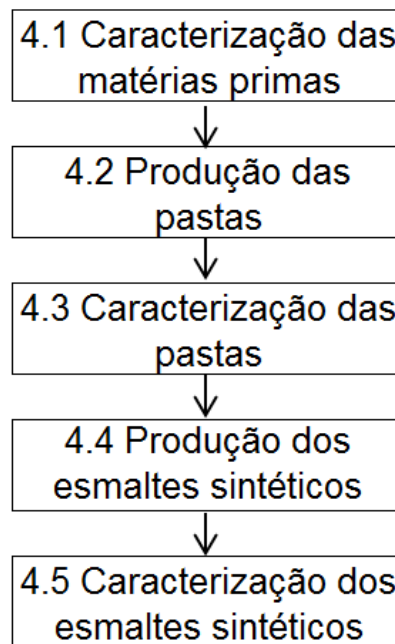 4.1 Caracterização das
matérias primas
4.2 Produção das
pastas
4.3 Caracterização das
pastas
4.4 Produção dos
esmaltes sintéticos
4.5 Caracterização dos
esmaltes sintéticos